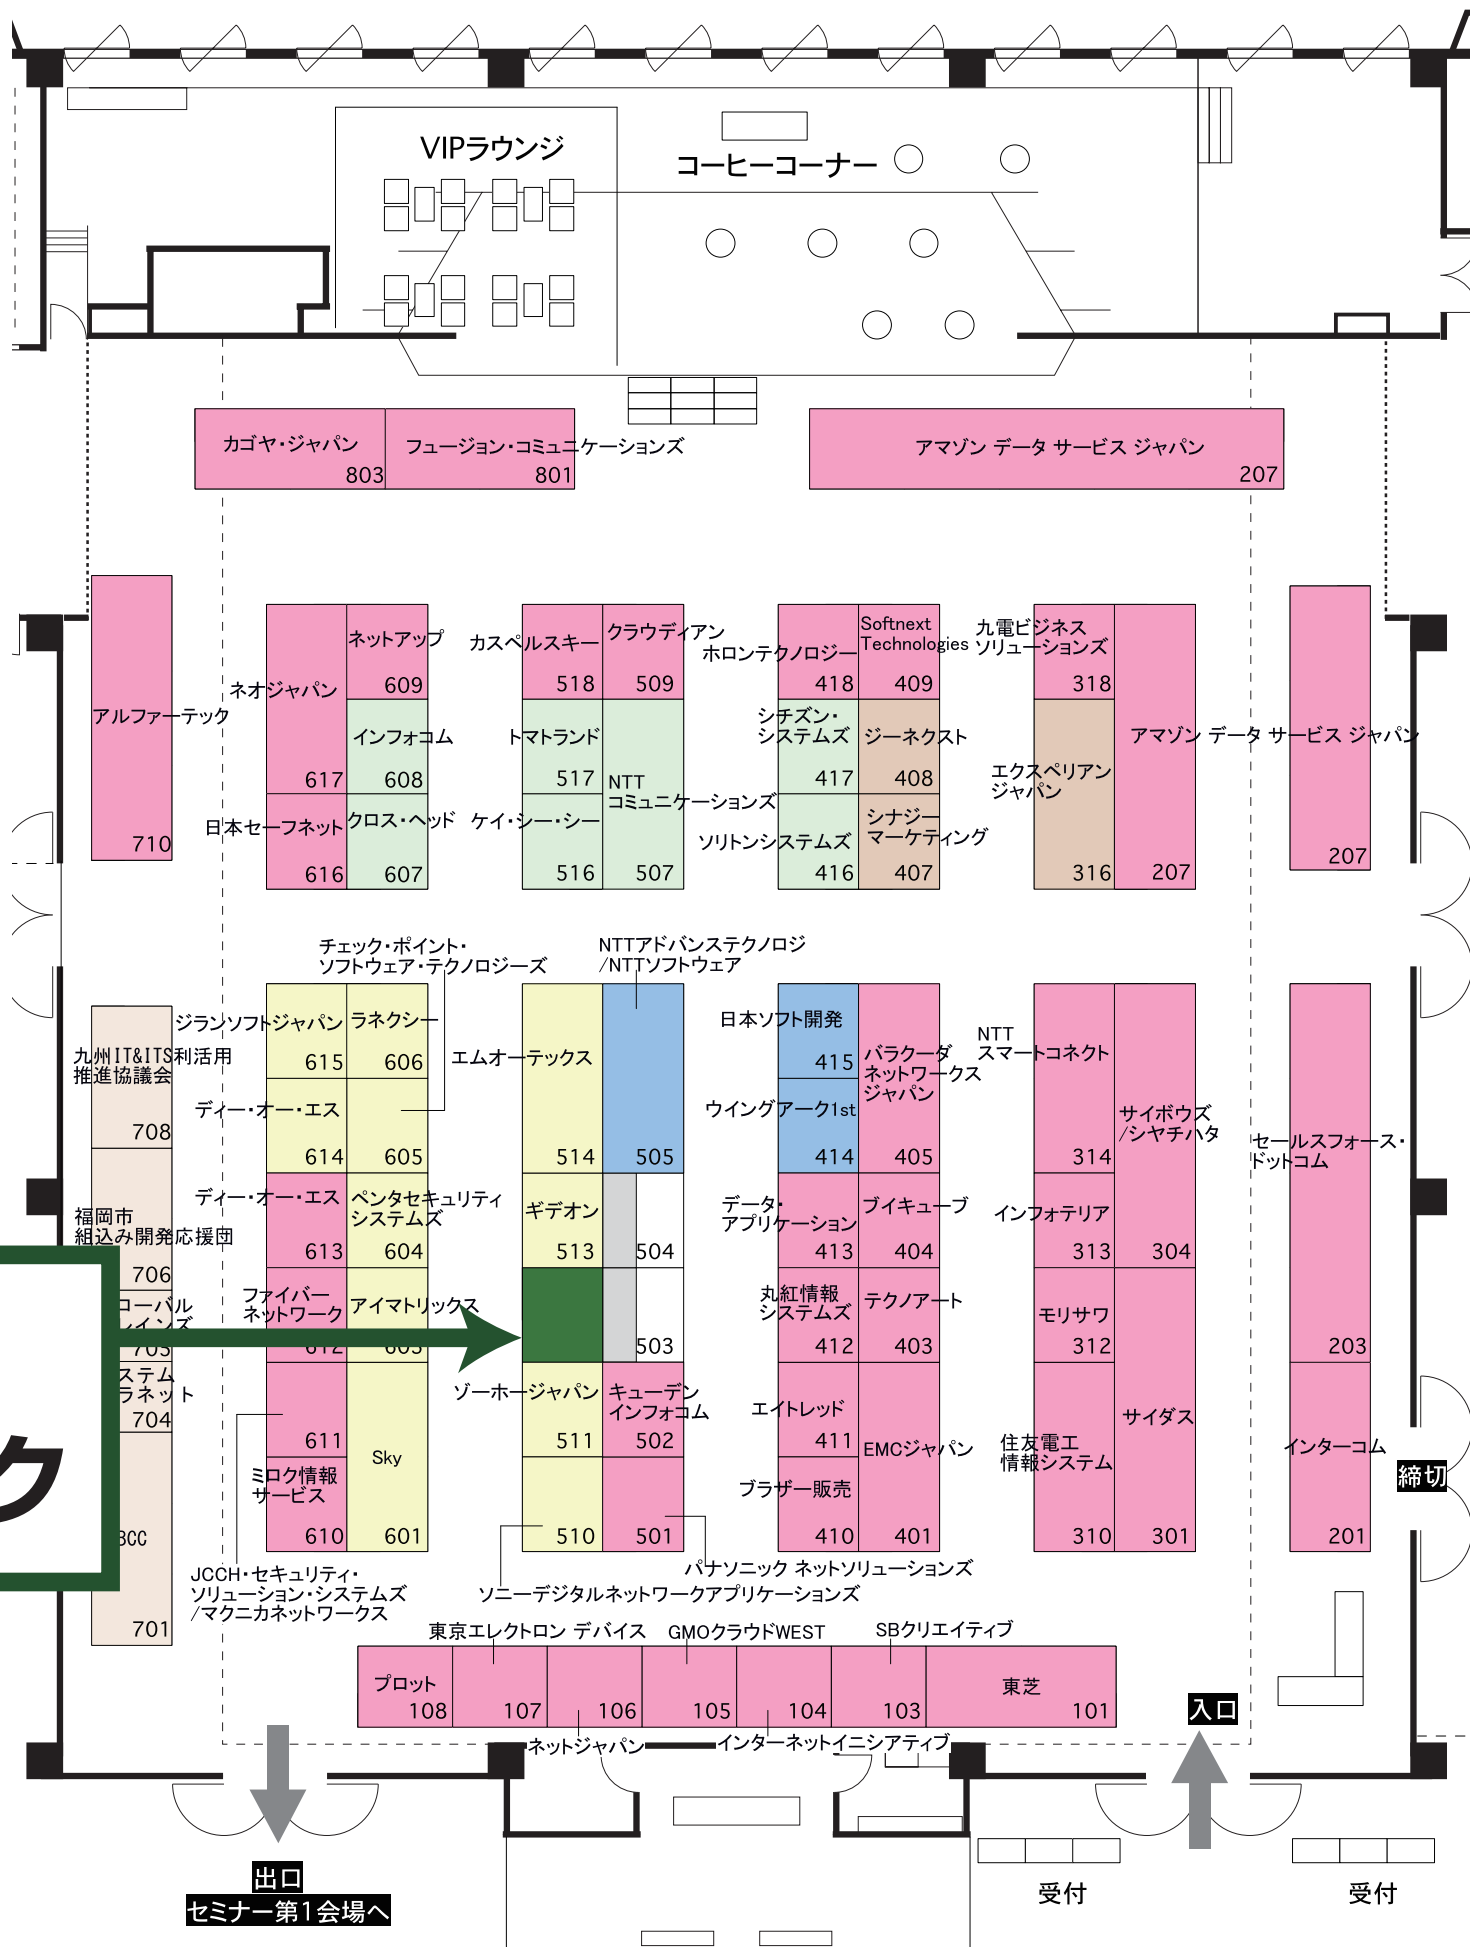 VIPラウンジ
コーヒーコーナー
カゴヤ・ジャパン
803
フュージョン・コミュニケーションズ
801
アマゾン データ サービス ジャパン
207
アルファーテック
710
ネオジャパン
617
ネットアップ
609
インフォコム
608
日本セーフネット
616
クロス・ヘッド
607
カスペルスキー
518
クラウディアン
509
トマトランド
517
NTT
コミュニケーションズ
507
ケイ・シー・シー
516
ホロンテクノロジー
418
Softnext
Technologies
409
シチズン・
システムズ
417
ジーネクスト
408
ソリトンシステムズ
416
シナジー
マーケティング
407
九電ビジネス
ソリューションズ
318
エクスペリアン
ジャパン
316
アマゾン データ サービス ジャパン
207
207
チェック・ポイント・
ソフトウェア・テクノロジーズ
NTTアドバンステクノロジ
/NTTソフトウェア
九州IT&ITS利活用
推進協議会
708
福岡市
組込み開発応援団
706
ローバル
レインズ
705
ステム
ラネット
704
BCC
701
ク
ジランソフトジャパン
615
ラネクシー
606
ディー・オー・エス
614
605
ディー・オー・エス
613
ペンタセキュリティ
システムズ
604
ファイバー
ネットワーク
612
アイマトリックス
603
611
Sky
601
ミロク情報
サービス
610
JCCH・セキュリティ・
ソリューション・システムズ
/マクニカネットワークス
エムオーテックス
514
505
ギデオン
513
504
503
ゾーホージャパン
511
キューデン
インフォコム
502
510
501
パナソニック ネットソリューションズ
ソニーデジタルネットワークアプリケーションズ
日本ソフト開発
415
バラクーダ
ネットワークス
ジャパン
405
ウイングアーク1st
414
データ・
アプリケーション
413
ブイキューブ
404
丸紅情報
システムズ
412
テクノアート
403
エイトレッド
411
EMCジャパン
401
ブラザー販売
410
NTT
スマートコネクト
314
サイボウズ
/シヤチハタ
304
インフォテリア
313
モリサワ
312
サイダス
301
住友電工
情報システム
310
セールスフォース・
ドットコム
203
インターコム
201
締切
東京エレクトロン デバイス
GMOクラウドWEST
SBクリエイティブ
プロット
108
107
106
105
104
103
東芝
101
ネットジャパン
インターネットイニシアティブ
入口
出口
セミナー第1会場へ
受付
受付